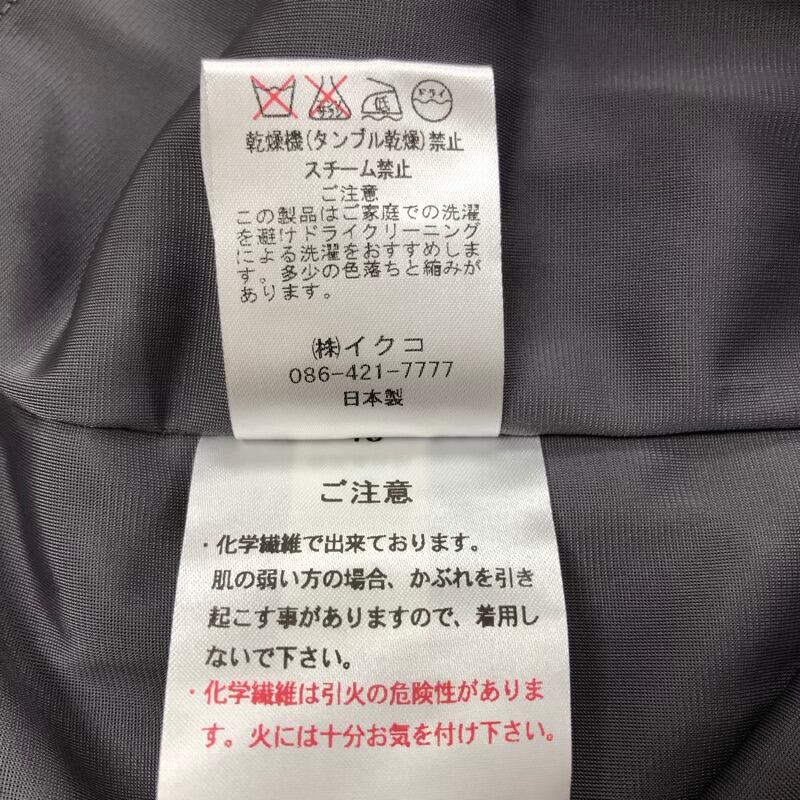 サラシ 低 ドライ
乾燥機(タンブル乾燥)禁止
スチーム禁止
ご注意
この製品はご家庭での洗濯
を避けドライクリーニング
による洗濯をおすすめしま
す。多少の色落ちと縮みが
あります。
㈱イクコ
086-421-7777
日本製
ご注意
・化学繊維で出来ております。
肌の弱い方の場合、かぶれを引き
起こす事がありますので、着用し
ないで下さい。
・化学繊維は引火の危険性がありま
す。火には十分お気を付け下さい。